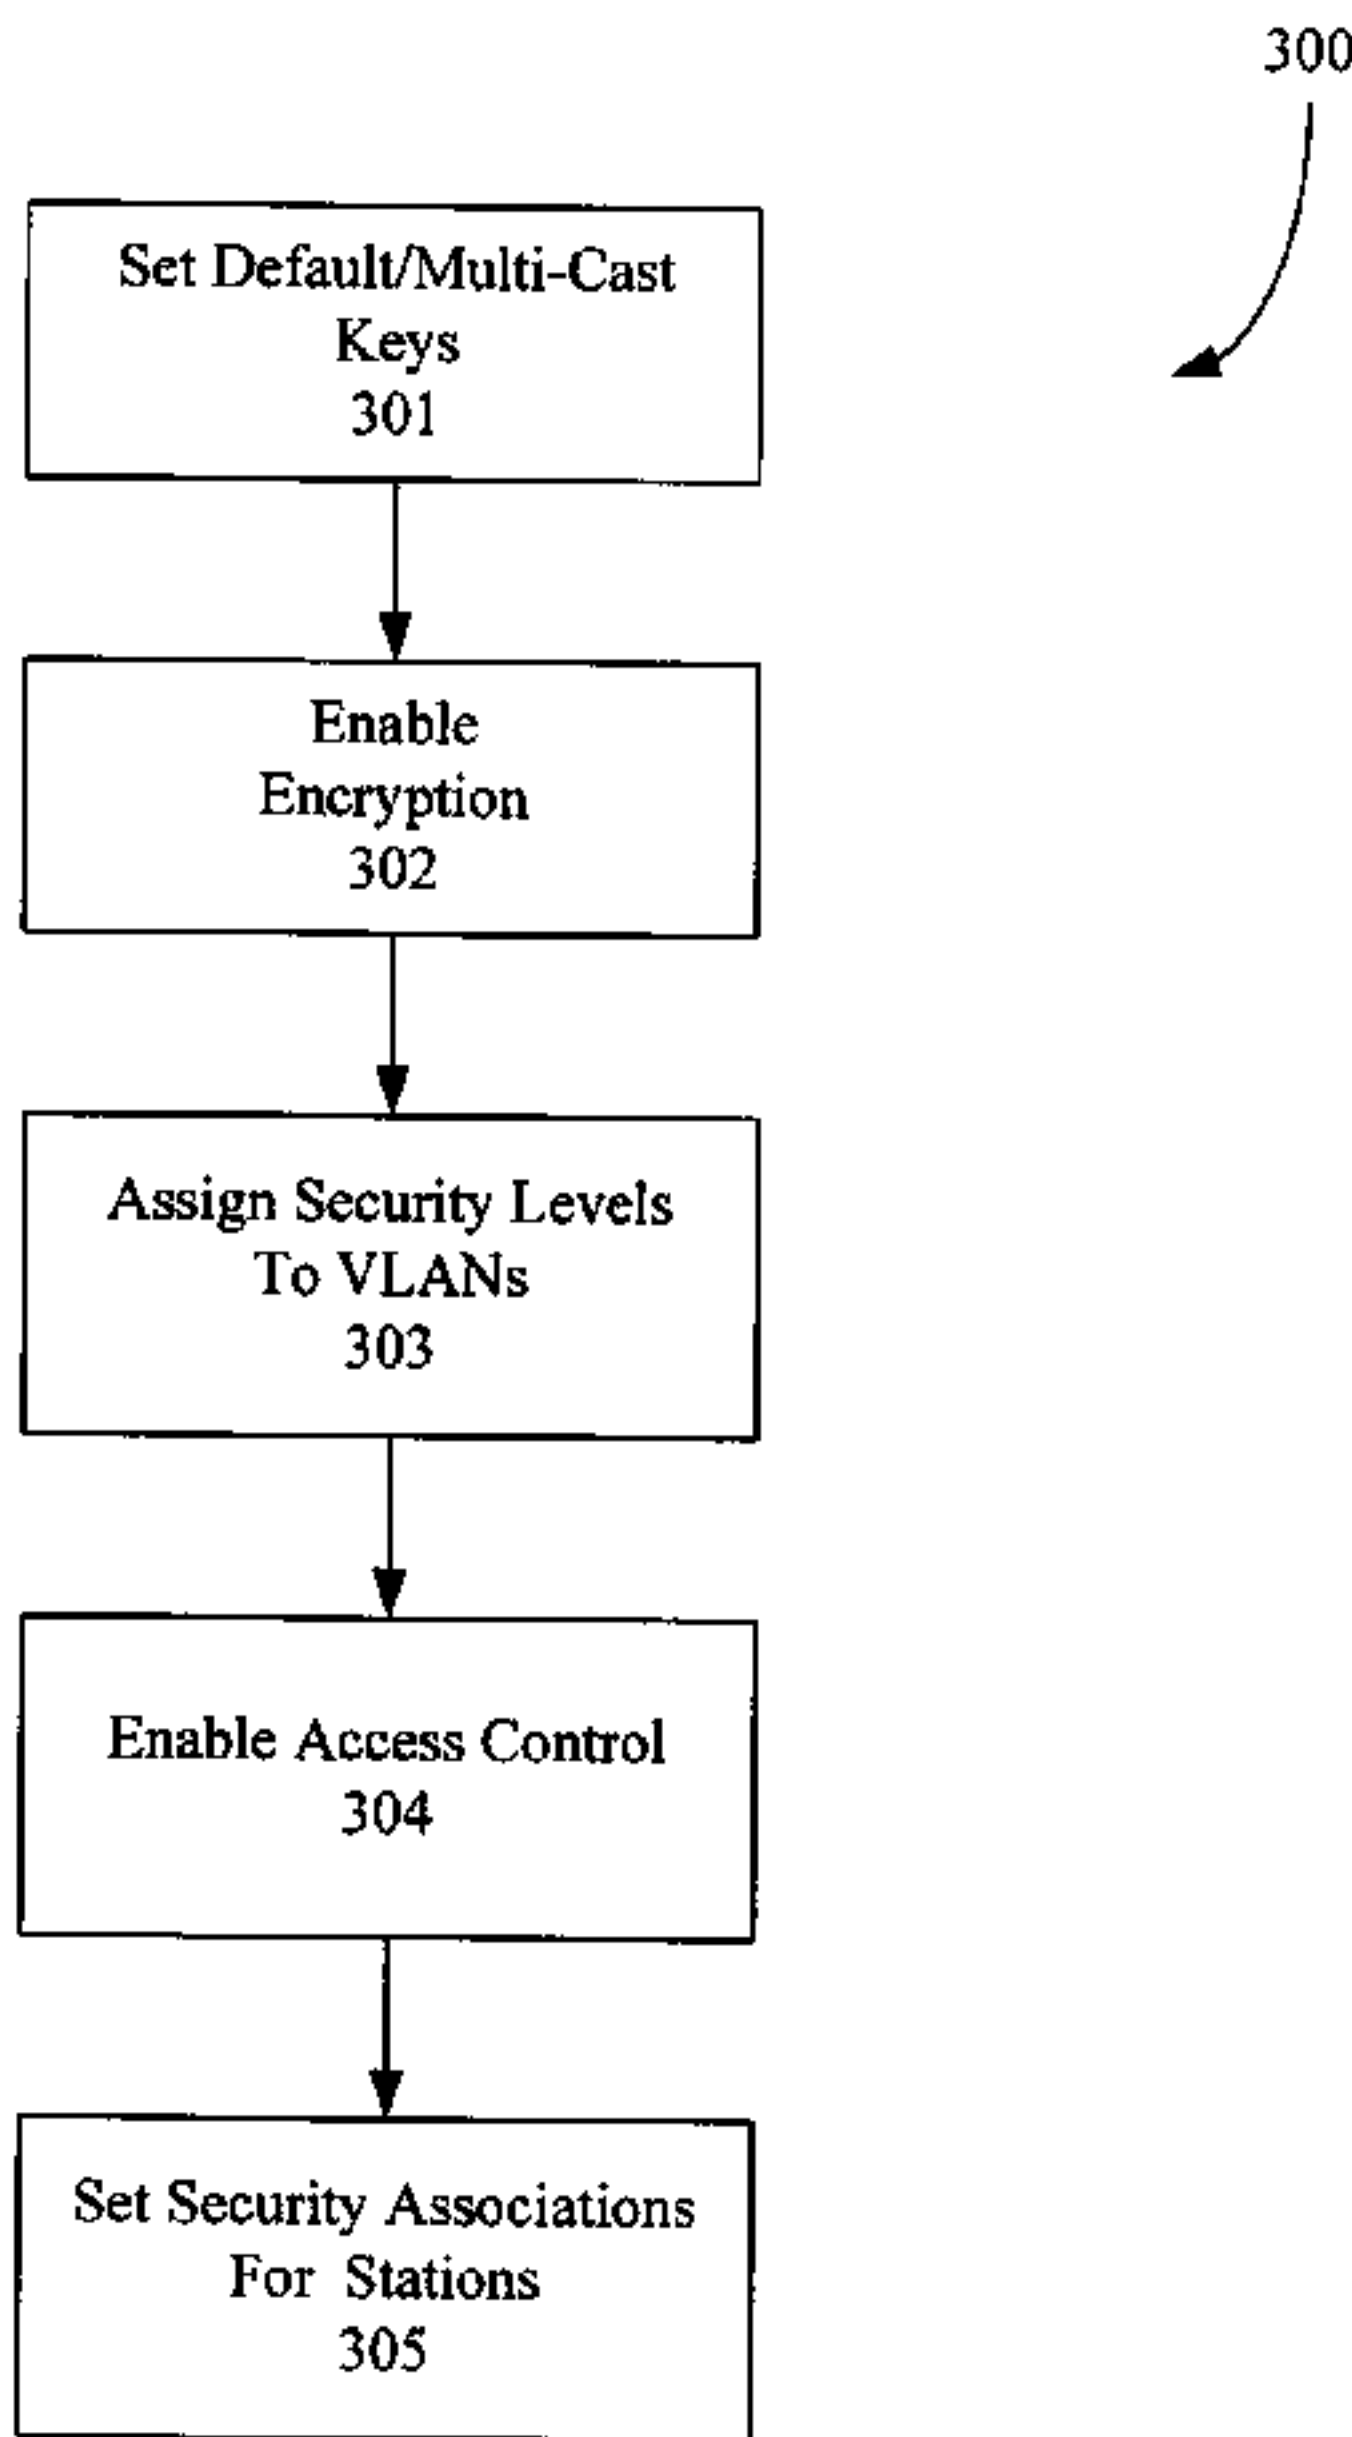 300
Set Default/Multi-Cast
Keys
301
Enable
Encryption
302
Assign Security Levels
To VLANs
303
Enable Access Control
304
Set Security Associations
For Stations
305